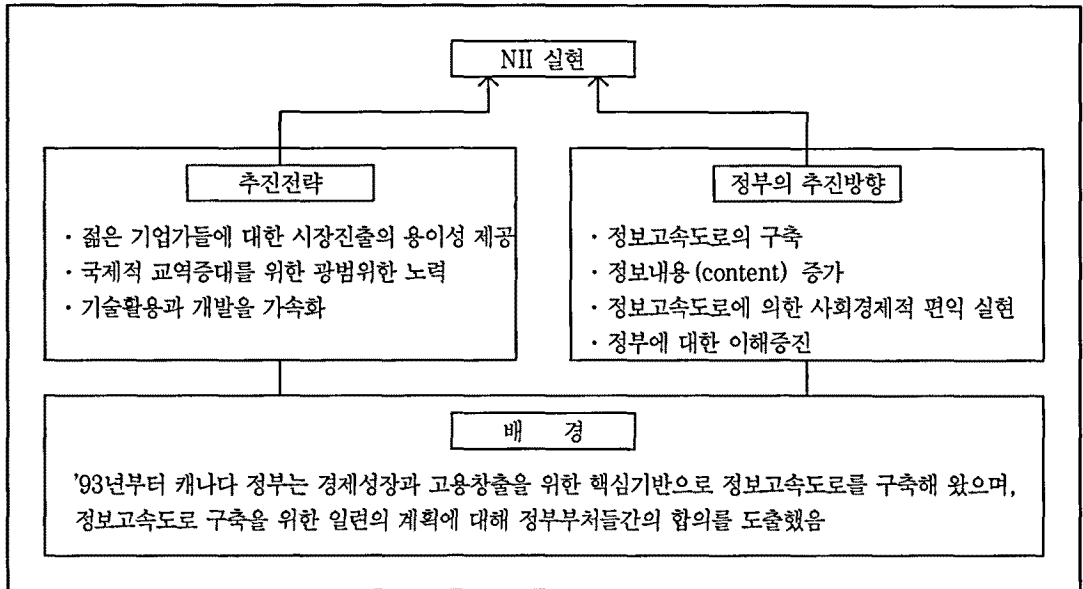 NII 실현
추진전략
· 젊은 기업가들에 대한 시장진출의 용이성 제공
· 국제적 교역증대를 위한 광범위한 노력
· 기술활용과 개발을 가속화
정부의 추진방향
· 정보고속도로의 구축
· 정보내용(content) 증가
· 정보고속도로에 의한 사회경제적 편익 실현
· 정부에 대한 이해증진
배 경
'93년부터 캐나다 정부는 경제성장과 고용창출을 위한 핵심기반으로 정보고속도로를 구축해 왔으며,
정보고속도로 구축을 위한 일련의 계획에 대해 정부부처들간의 합의를 도출했음